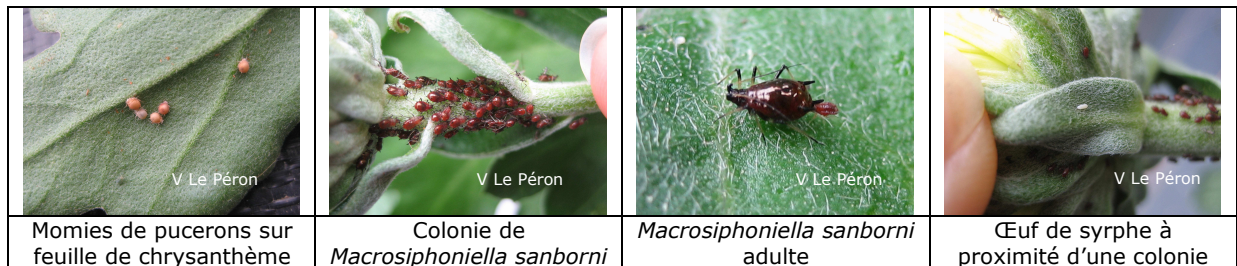 V Le Péron
V Le Péron
V Le Péron
V Le Péron
Momies de pucerons sur
feuille de chrysanthème
Colonie de
Macrosiphoniella sanborni
Macrosiphoniella sanborni
adulte
Œuf de syrphe à
proximité d’une colonie